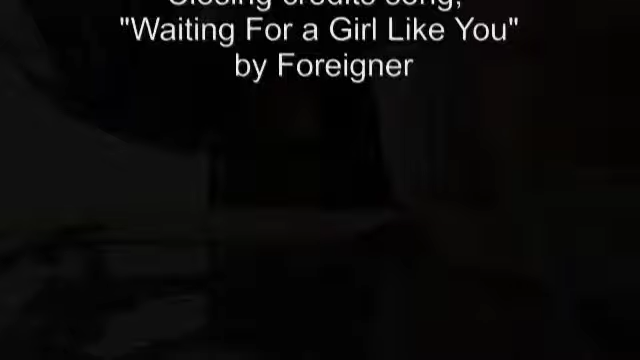 Closing credits song,
"Waiting For a Girl Like You"
by Foreigner